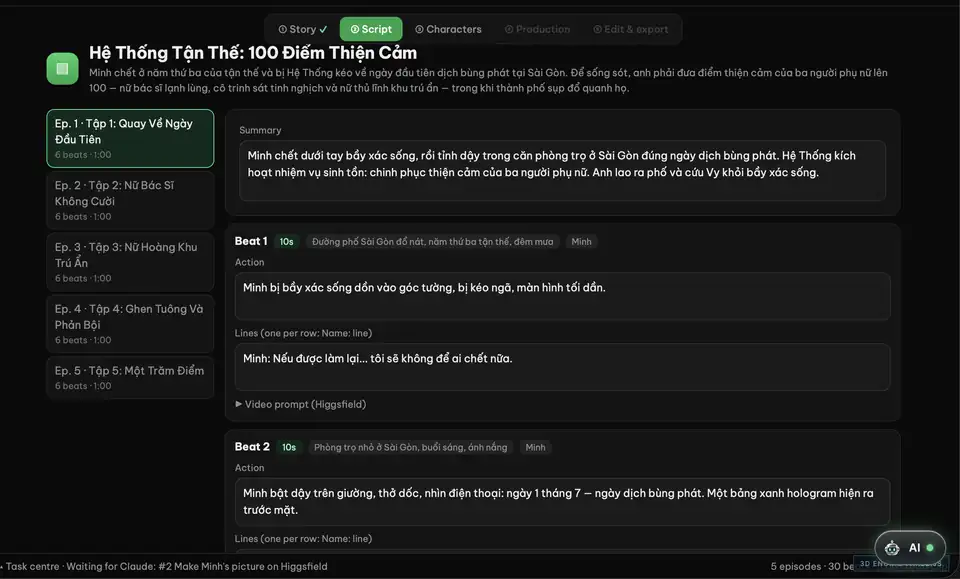 ① Story ✓ ② Script ③ Characters ④ Production ⑤ Edit & export
Hệ Thống Tận Thế: 100 Điểm Thiện Cảm
Minh chết ở năm thứ ba của tận thế và bị Hệ Thống kéo về ngày đầu tiên dịch bùng phát tại Sài Gòn. Để sống sót, anh phải đưa điểm thiện cảm của ba người phụ nữ lên
100 — nữ bác sĩ lạnh lùng, cô trinh sát tinh nghịch và nữ thủ lĩnh khu trú ẩn — trong khi thành phố sụp đổ quanh họ.
Ep. 1 · Tập 1: Quay Về Ngày
Đầu Tiên
6 beats · 1:00
Ep. 2 · Tập 2: Nữ Bác Sĩ
Không Cười
6 beats · 1:00
Ep. 3 · Tập 3: Nữ Hoàng Khu
Trú Ẩn
6 beats · 1:00
Ep. 4 · Tập 4: Ghen Tuông Và
Phản Bội
6 beats · 1:00
Ep. 5 · Tập 5: Một Trăm Điểm
6 beats · 1:00
Summary
Minh chết dưới tay bầy xác sống, rồi tỉnh dậy trong căn phòng trọ ở Sài Gòn đúng ngày dịch bùng phát. Hệ Thống kích
hoạt nhiệm vụ sinh tồn: chinh phục thiện cảm của ba người phụ nữ. Anh lao ra phố và cứu Vy khỏi bầy xác sống.
Beat 1 10s Đường phố Sài Gòn đổ nát, năm thứ ba tận thế, đêm mưa Minh
Action
Minh bị bầy xác sống dồn vào góc tường, bị kéo ngã, màn hình tối dần.
Lines (one per row: Name: line)
Minh: Nếu được làm lại... tôi sẽ không để ai chết nữa.
▶ Video prompt (Higgsfield)
Beat 2 10s Phòng trọ nhỏ ở Sài Gòn, buổi sáng, ánh nắng Minh
Action
Minh bật dậy trên giường, thở dốc, nhìn điện thoại: ngày 1 tháng 7 — ngày dịch bùng phát. Một bảng xanh hologram hiện ra
trước mặt.
Lines (one per row: Name: line)
AI
Task centre · Waiting for Claude: #2 Make Minh's picture on Higgsfield
5 episodes · 30
3D